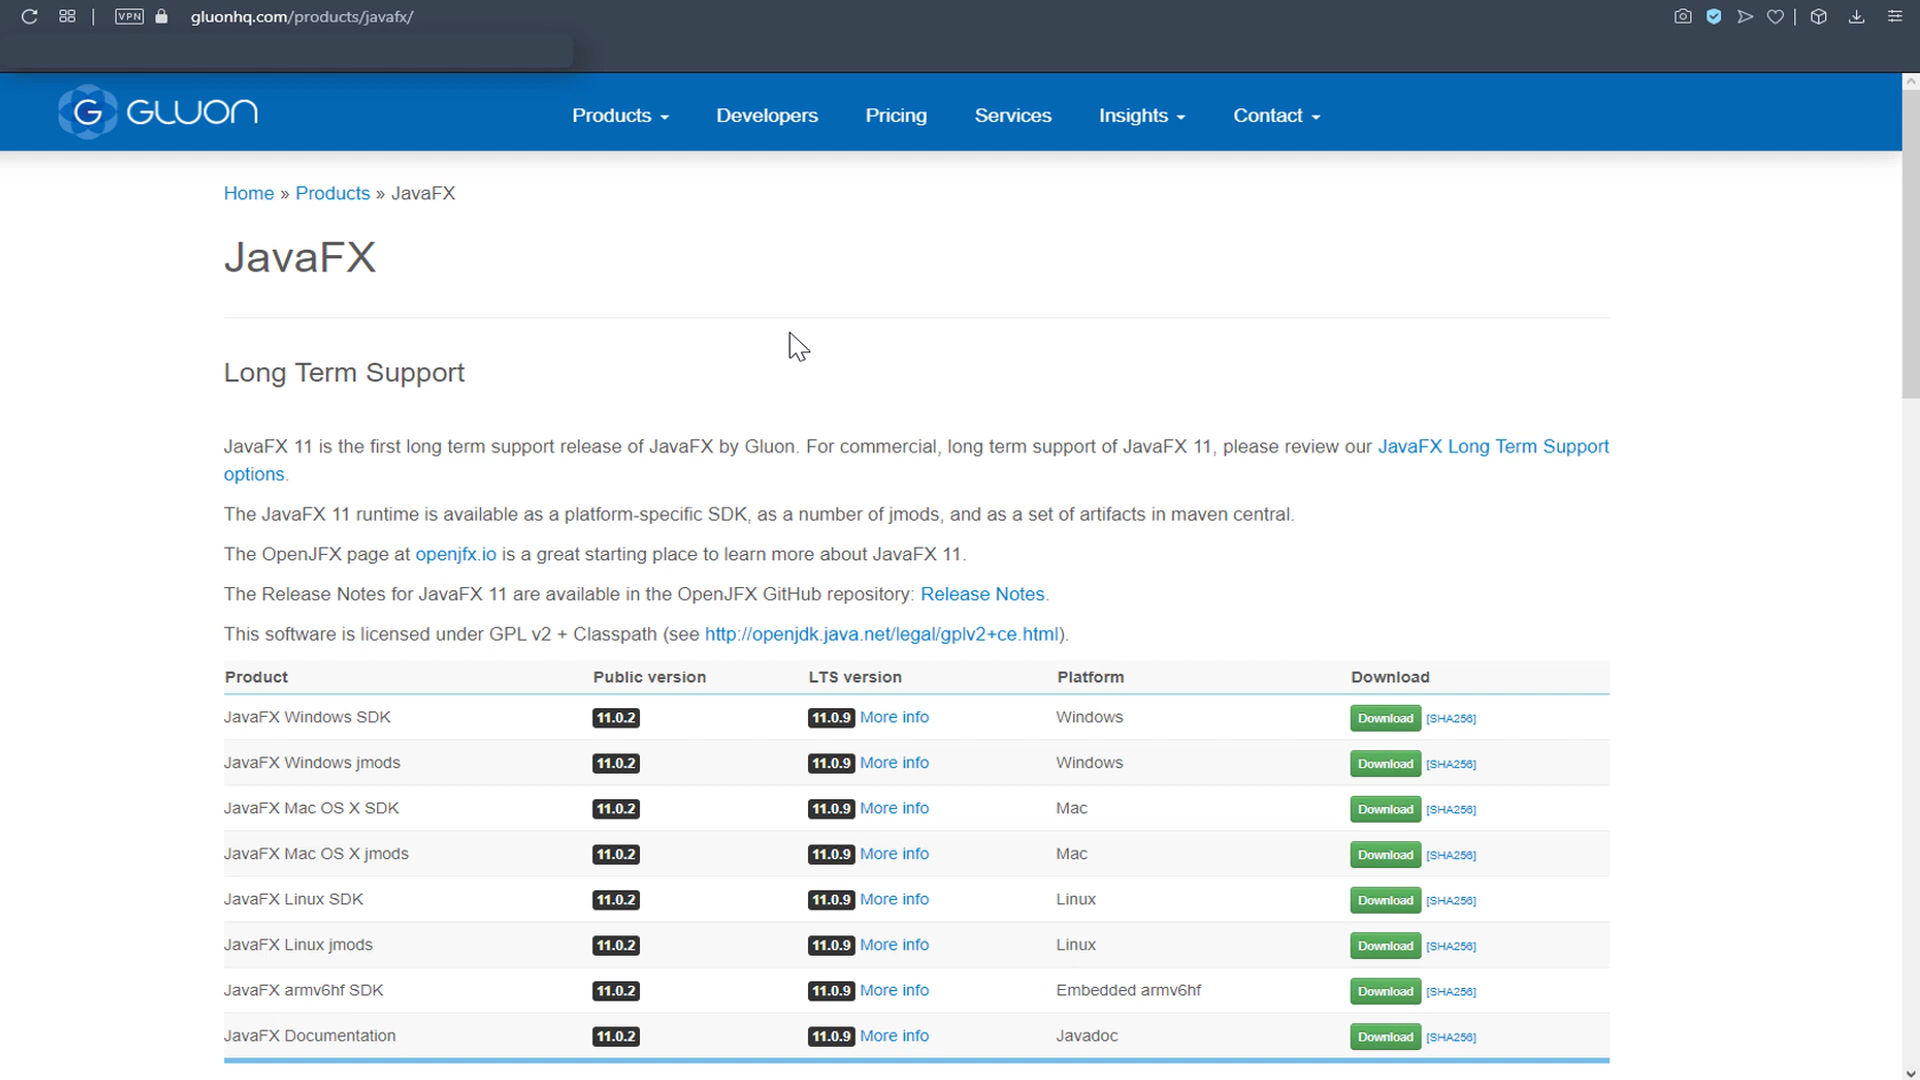 VPN
gluonhq.com/products/javafx/
G GLUON
Products Developers Pricing Services Insights Contact
Home » Products » JavaFX
JavaFX
Long Term Support
JavaFX 11 is the first long term support release of JavaFX by Gluon. For commercial, long term support of JavaFX 11, please review our JavaFX Long Term Support
options.
The JavaFX 11 runtime is available as a platform-specific SDK, as a number of jmods, and as a set of artifacts in maven central.
The OpenJFX page at openjfx.io is a great starting place to learn more about JavaFX 11.
The Release Notes for JavaFX 11 are available in the OpenJFX GitHub repository: Release Notes.
This software is licensed under GPL v2 + Classpath (see http://openjdk.java.net/legal/gplv2+ce.html).
Product Public version LTS version Platform Download
JavaFX Windows SDK 11.0.2 11.0.9 More info Windows Download [SHA256]
JavaFX Windows jmods 11.0.2 11.0.9 More info Windows Download [SHA256]
JavaFX Mac OS X SDK 11.0.2 11.0.9 More info Mac Download [SHA256]
JavaFX Mac OS X jmods 11.0.2 11.0.9 More info Mac Download [SHA256]
JavaFX Linux SDK 11.0.2 11.0.9 More info Linux Download [SHA256]
JavaFX Linux jmods 11.0.2 11.0.9 More info Linux Download [SHA256]
JavaFX armv6hf SDK 11.0.2 11.0.9 More info Embedded armv6hf Download [SHA256]
JavaFX Documentation 11.0.2 11.0.9 More info Javadoc Download [SHA256]